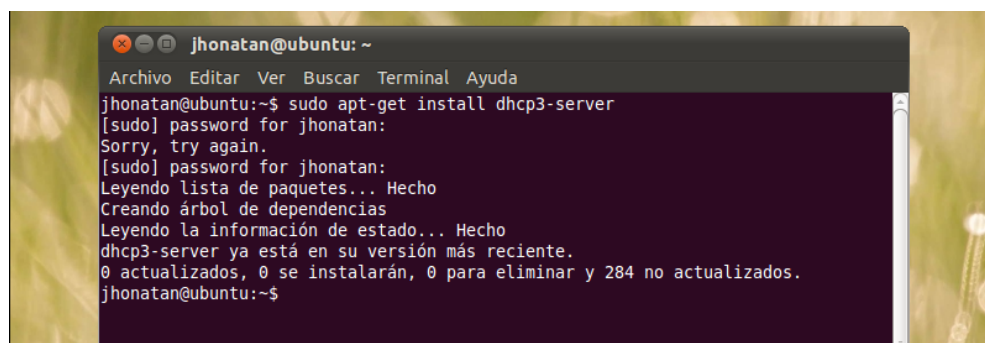 jhonatan@ubuntu: ~
Archivo Editar Ver Buscar Terminal Ayuda
jhonatan@ubuntu:~$ sudo apt-get install dhcp3-server
[sudo] password for jhonatan:
Sorry, try again.
[sudo] password for jhonatan:
Leyendo lista de paquetes... Hecho
Creando árbol de dependencias
Leyendo la información de estado... Hecho
dhcp3-server ya está en su versión más reciente.
0 actualizados, 0 se instalarán, 0 para eliminar y 284 no actualizados.
jhonatan@ubuntu:~$